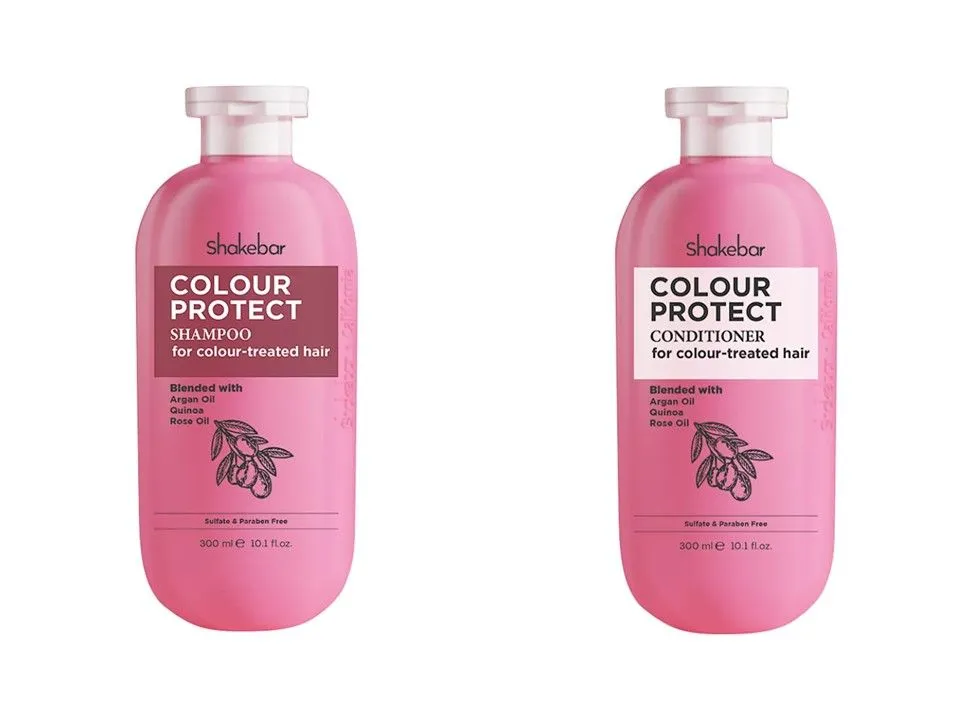 Shakebar
COLOUR
PROTECT
SHAMPOO
for colour-treated hair
Blended with
Argan Oil
Quinoa
Rose Oil
Sulfate & Paraben Free
300 ml ℮ 10.1 fl.oz.
Shakebar
COLOUR
PROTECT
CONDITIONER
for colour-treated hair
Blended with
Argan Oil
Quinoa
Rose Oil
Sulfate & Paraben Free
300 ml ℮ 10.1 fl.oz.